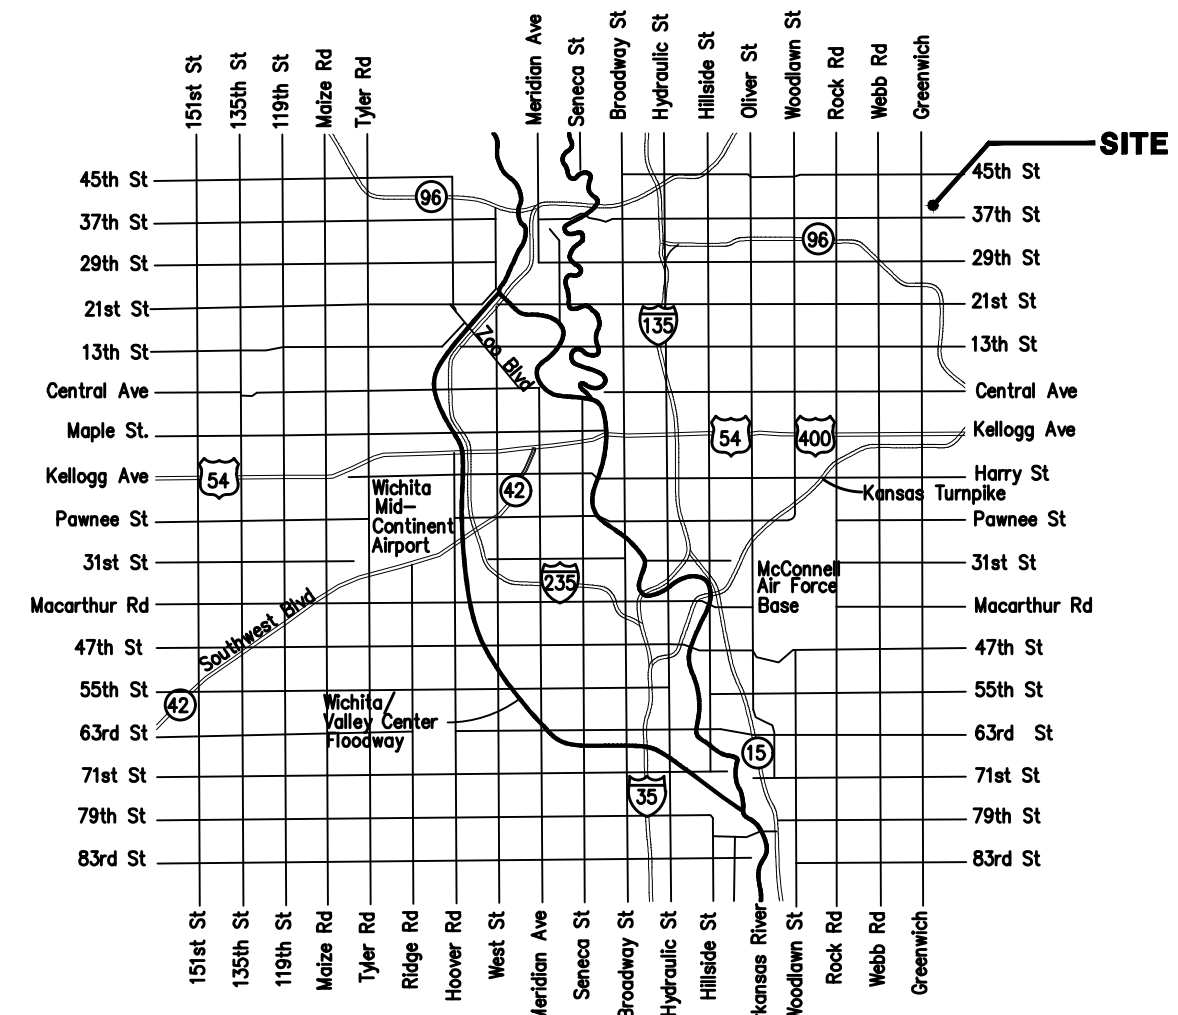 151st St
135th St
119th St
Maize Rd
Tyler Rd
Meridian Ave
Seneca St
Broadway St
Hydraulic St
Hillside St
Oliver St
Woodlawn St
Rock Rd
Webb Rd
Greenwich
SITE
45th St
37th St
29th St
21st St
13th St
Central Ave
Maple St.
Kellogg Ave
Pawnee St
31st St
Macarthur Rd
47th St
55th St
63rd St
71st St
79th St
83rd St
96
96
135
Zoo Blvd
54
54
400
42
Wichita
Mid-
Continent
Airport
235
Kansas Turnpike
McConnell
Air Force
Base
Southwest Blvd
42
Wichita/
Valley Center
Floodway
15
35
45th St
37th St
29th St
21st St
13th St
Central Ave
Kellogg Ave
Harry St
Pawnee St
31st St
Macarthur Rd
47th St
55th St
63rd St
71st St
79th St
83rd St
151st St
135th St
119th St
Maize Rd
Tyler Rd
Ridge Rd
Hoover Rd
West St
Meridian Ave
Seneca St
Broadway St
Hydraulic St
Hillside St
rkansas River
Woodlawn St
Rock Rd
Webb Rd
Greenwich